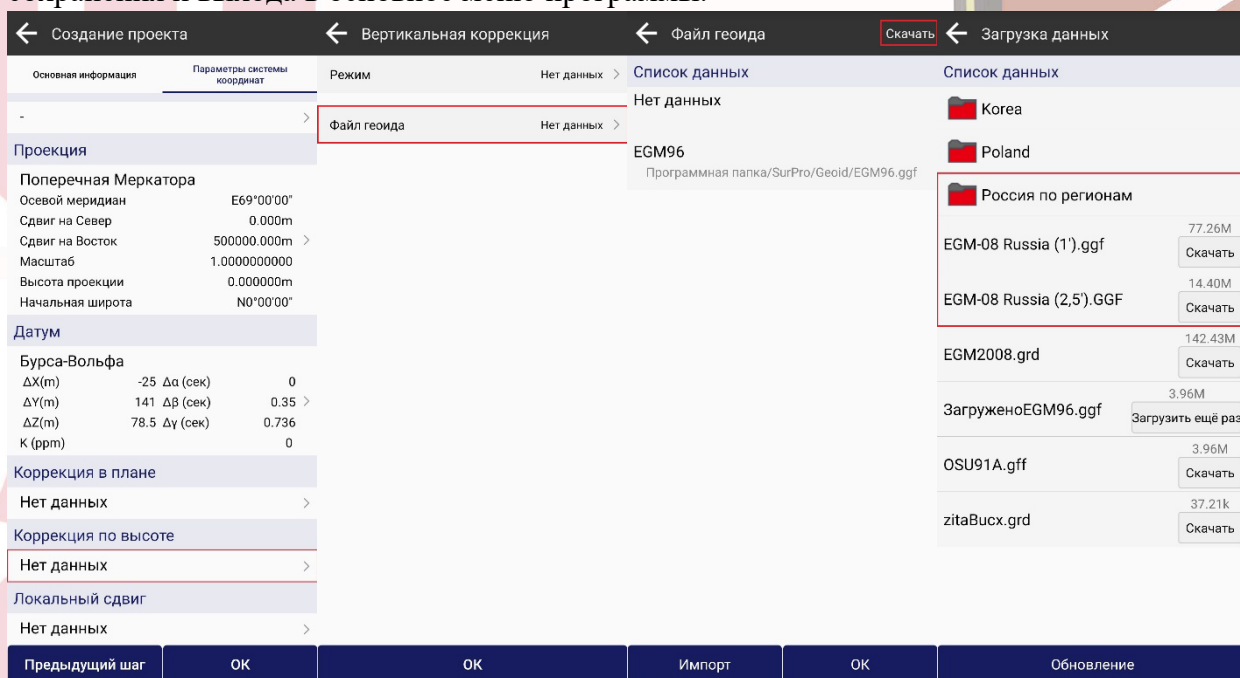 сохранения и выхода в основное меню программы.
Создание проекта
Основная информация
Параметры системы
координат
-
Проекция
Поперечная Меркатора
Осевой меридиан E69°00'00"
Сдвиг на Север 0.000m
Сдвиг на Восток 500000.000m
Масштаб 1.0000000000
Высота проекции 0.000000m
Начальная широта N0°00'00"
Датум
Бурса-Вольфа
ΔX(m) -25 Δα (сек) 0
ΔY(m) 141 Δβ (сек) 0.35
ΔZ(m) 78.5 Δγ (сек) 0.736
K (ppm) 0
Коррекция в плане
Нет данных
Коррекция по высоте
Нет данных
Локальный сдвиг
Нет данных
Предыдущий шаг OK
Вертикальная коррекция
Режим Нет данных
Файл геоида Нет данных
OK
Файл геоида Скачать
Список данных
Нет данных
EGM96
Программная папка/SurPro/Geoid/EGM96.ggf
Импорт OK
Загрузка данных
Список данных
Korea
Poland
Россия по регионам
77.26M
EGM-08 Russia (1').ggf Скачать
14.40M
EGM-08 Russia (2,5').GGF Скачать
142.43M
EGM2008.grd Скачать
3.96M
ЗагруженоEGM96.ggf Загрузить ещё раз
3.96M
OSU91A.gff Скачать
37.21k
zitaBucx.grd Скачать
Обновление